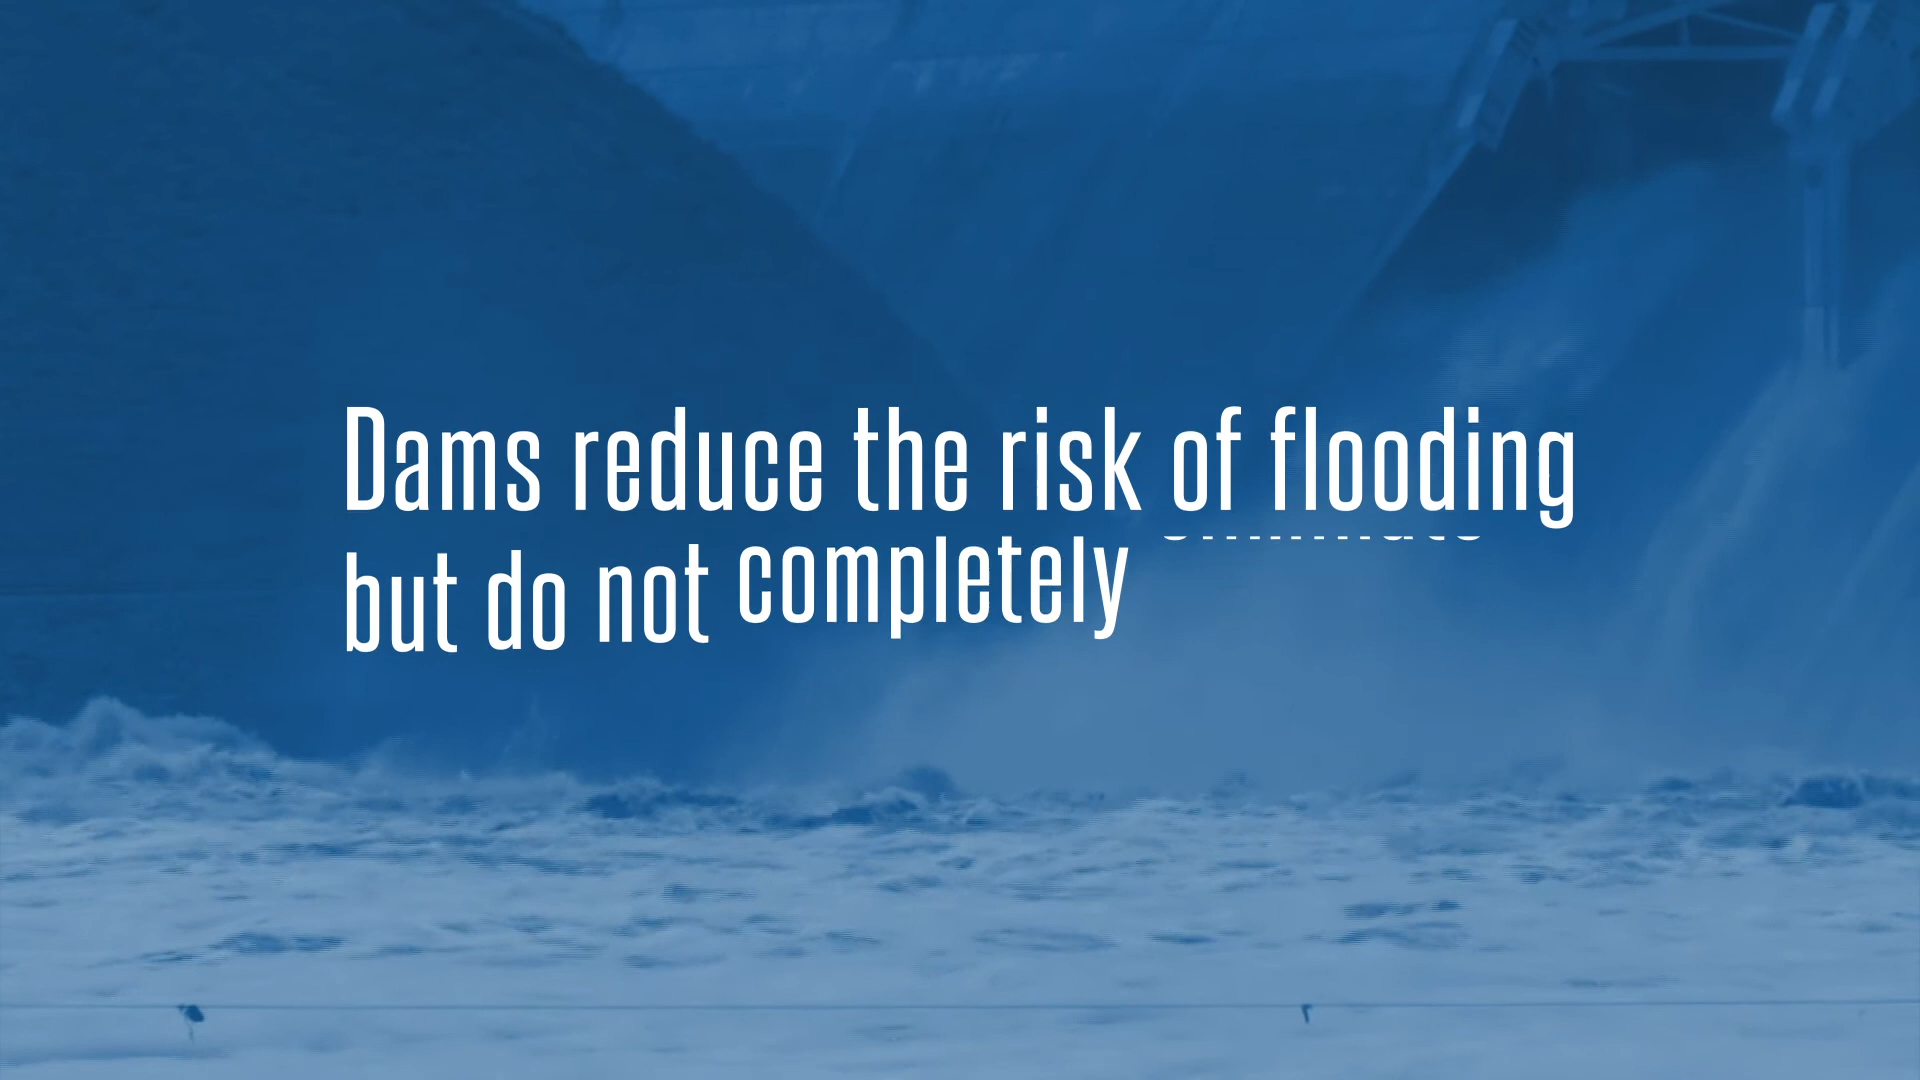 Dams reduce the risk of flooding
but do not completely